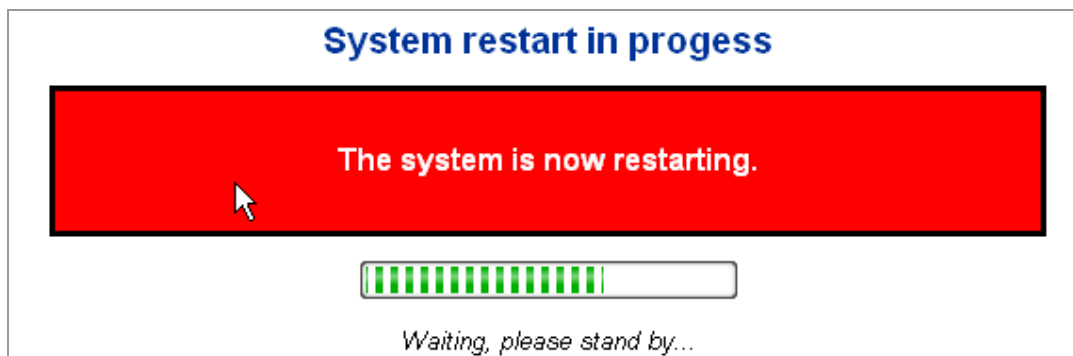 System restart in progess
The system is now restarting.
Waiting, please stand by...